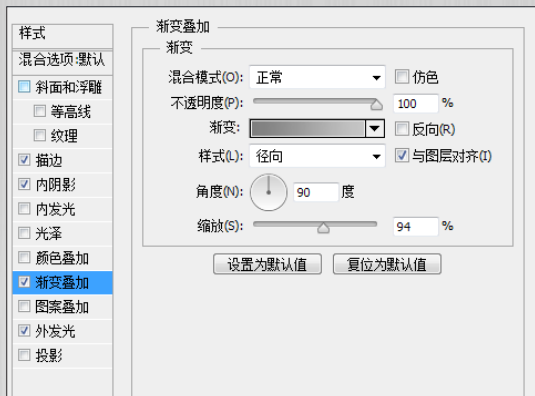 样式
混合选项:默认
斜面和浮雕
等高线
纹理
描边
内阴影
内发光
光泽
颜色叠加
渐变叠加
图案叠加
外发光
投影
渐变叠加
渐变
混合模式(O): 正常 仿色
不透明度(P): 100 %
渐变: 反向(R)
样式(L): 径向 与图层对齐(I)
角度(N): 90 度
缩放(S): 94 %
设置为默认值 复位为默认值